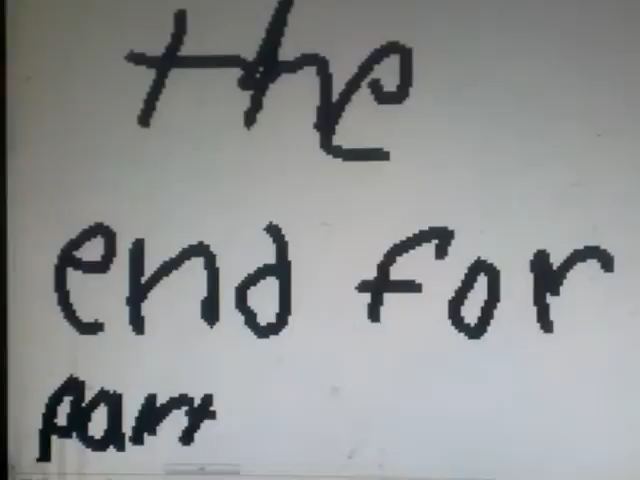 the
end for
part